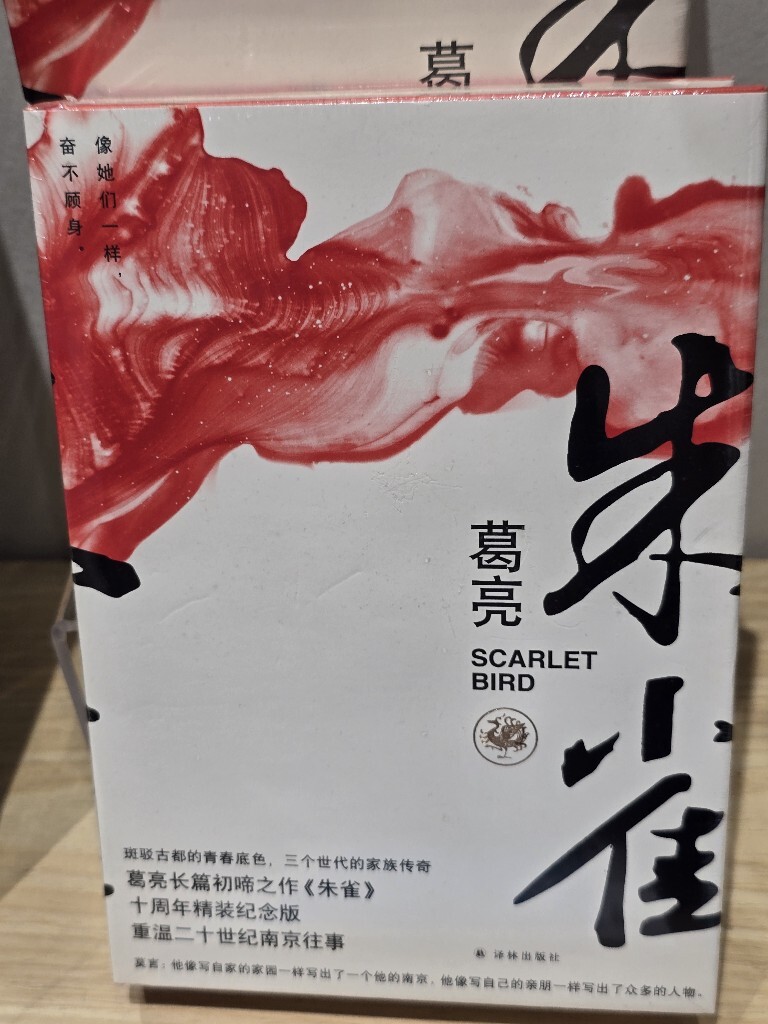 葛
像她们一样，
奋不顾身。
朱雀
葛亮
SCARLET
BIRD
斑驳古都的青春底色，三个世代的家族传奇
葛亮长篇初啼之作《朱雀》
十周年精装纪念版
重温二十世纪南京往事
译林出版社
莫言：他像写自家的家园一样写出了一个他的南京，他像写自己的亲朋一样写出了众多的人物。